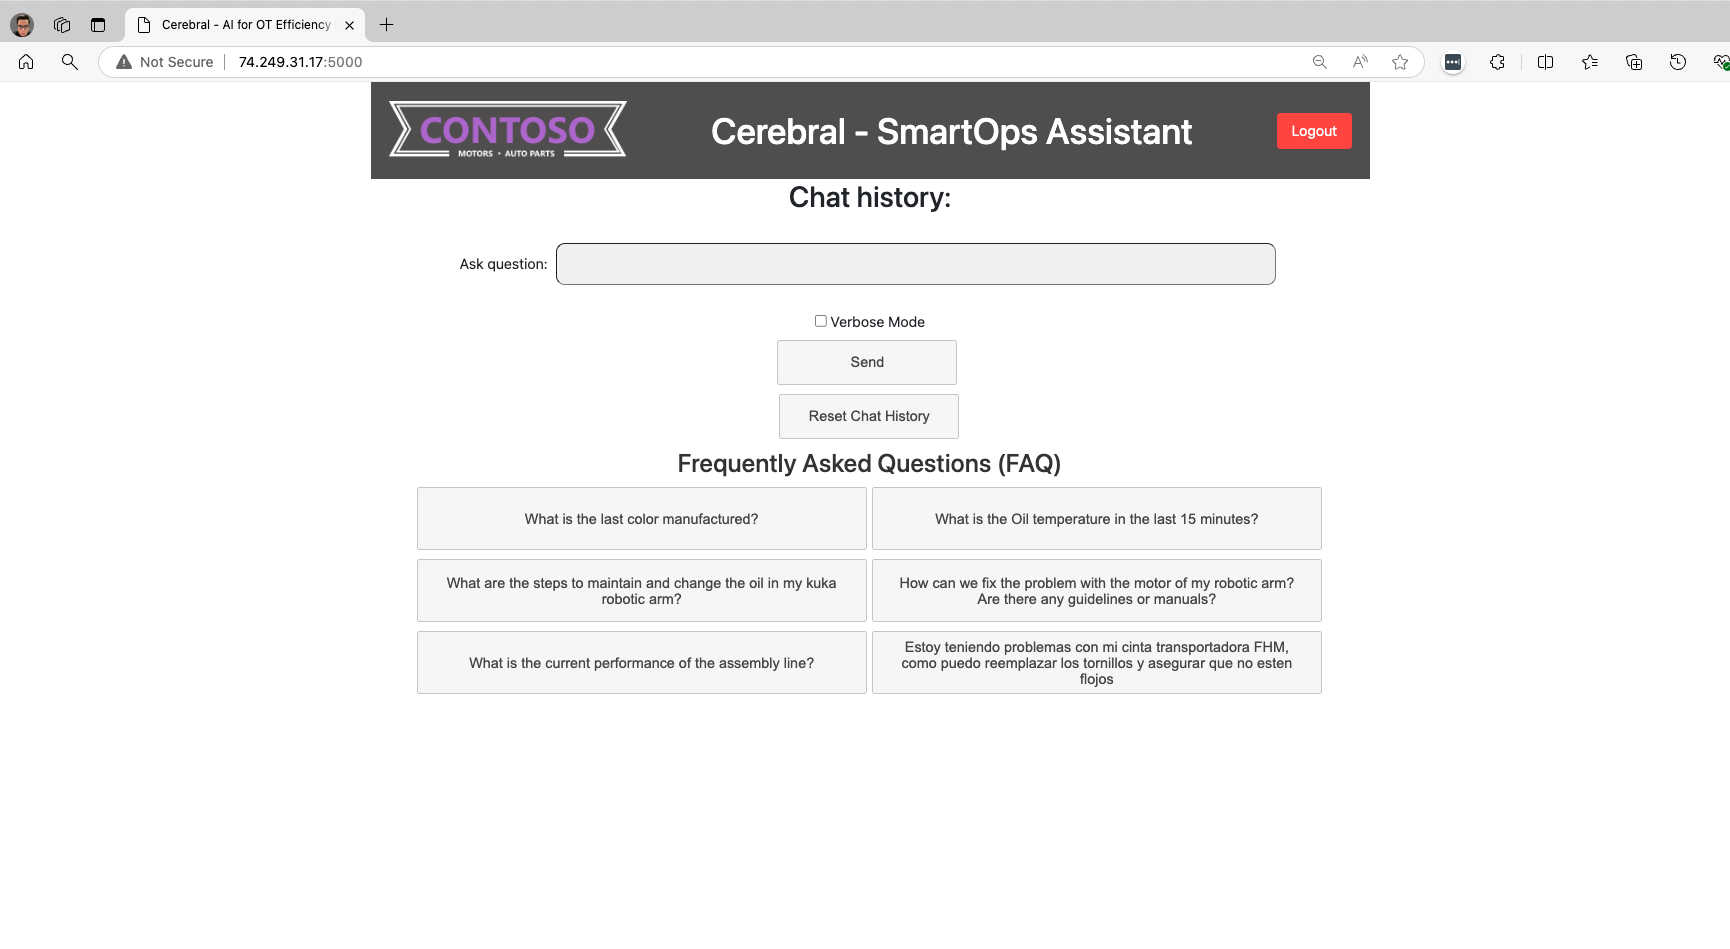 Cerebral - AI for OT Efficiency
Not Secure
74.249.31.17:5000
CONTOSO
MOTORS • AUTO PARTS
Cerebral - SmartOps Assistant
Logout
Chat history:
Ask question:
Verbose Mode
Send
Reset Chat History
Frequently Asked Questions (FAQ)
What is the last color manufactured?
What is the Oil temperature in the last 15 minutes?
What are the steps to maintain and change the oil in my kuka
robotic arm?
How can we fix the problem with the motor of my robotic arm?
Are there any guidelines or manuals?
What is the current performance of the assembly line?
Estoy teniendo problemas con mi cinta transportadora FHM,
como puedo reemplazar los tornillos y asegurar que no esten
flojos